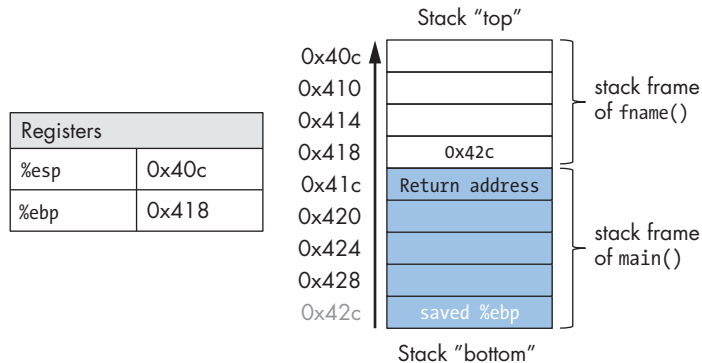 Stack "top"
Registers
%esp 0x40c
%ebp 0x418
0x40c
0x410
0x414
0x418 0x42c
0x41c Return address
0x420
0x424
0x428
0x42c saved %ebp
stack frame
of fname()
stack frame
of main()
Stack "bottom"